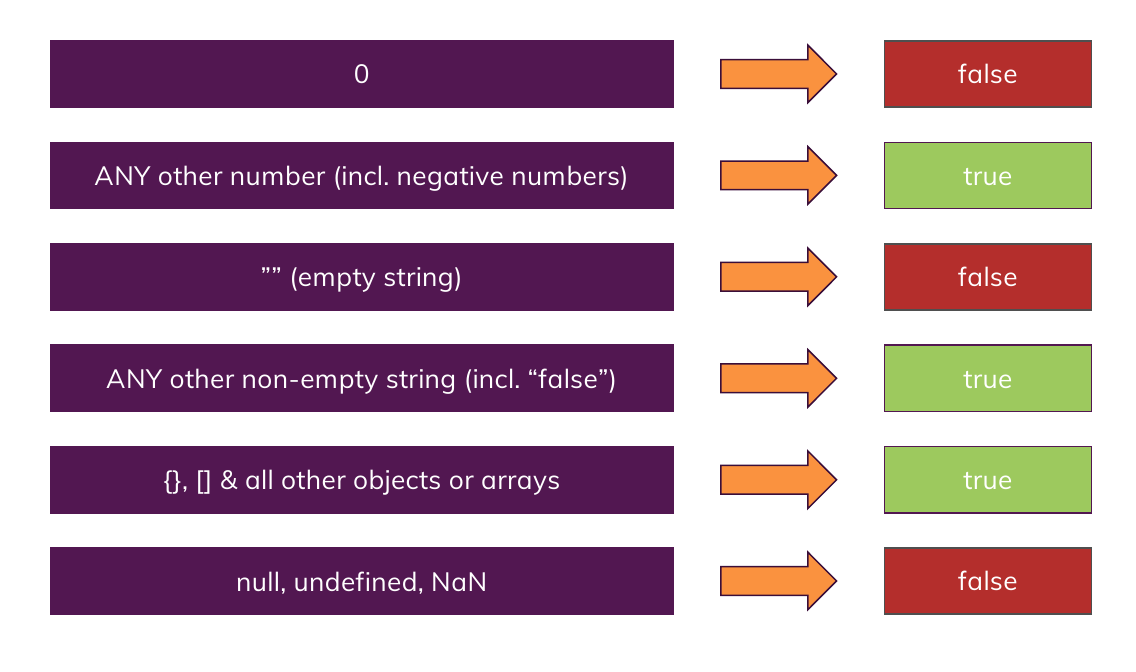 0
false
ANY other number (incl. negative numbers)
true
”” (empty string)
false
ANY other non-empty string (incl. “false”)
true
{}, [] & all other objects or arrays
true
null, undefined, NaN
false